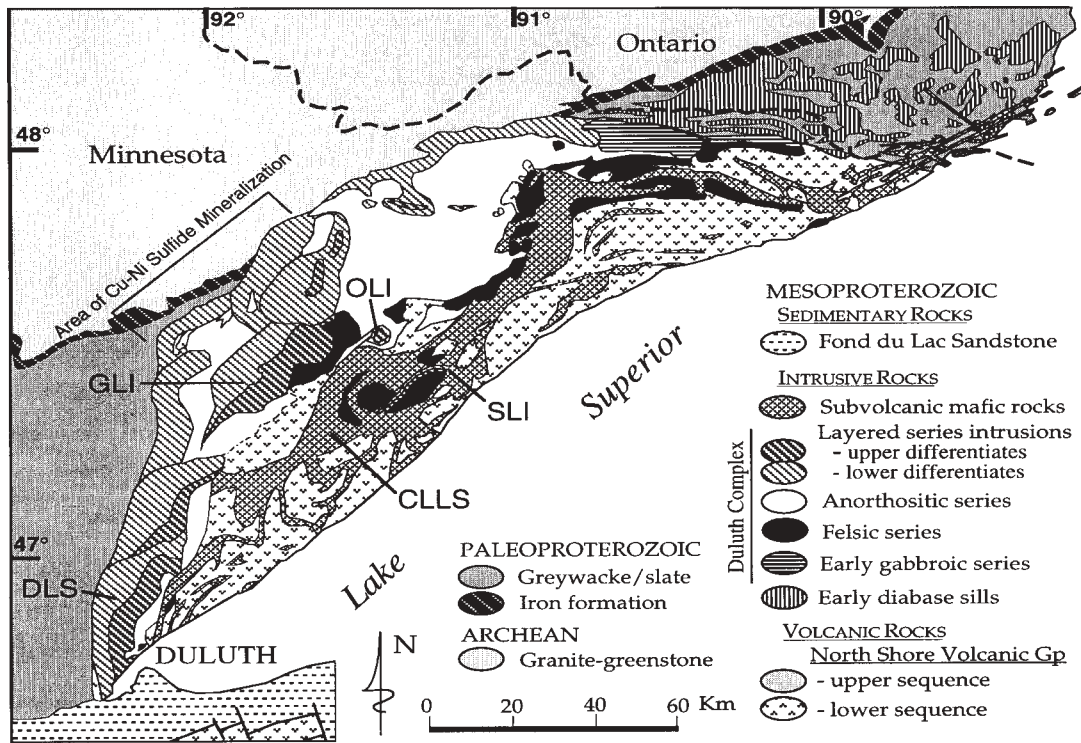 92°
91°
90°
Ontario
48°
Minnesota
Area of Cu-Ni Sulfide Mineralization
OLI
GLI
SLI
CLLS
47°
DLS
DULUTH
Lake
Superior
N
MESOPROTEROZOIC
SEDIMENTARY ROCKS
Fond du Lac Sandstone
INTRUSIVE ROCKS
Subvolcanic mafic rocks
Duluth Complex
Layered series intrusions
- upper differentiates
- lower differentiates
Anorthositic series
Felsic series
Early gabbroic series
Early diabase sills
VOLCANIC ROCKS
North Shore Volcanic Gp
- upper sequence
- lower sequence
PALEOPROTEROZOIC
Greywacke/slate
Iron formation
ARCHEAN
Granite-greenstone
0 20 40 60 Km